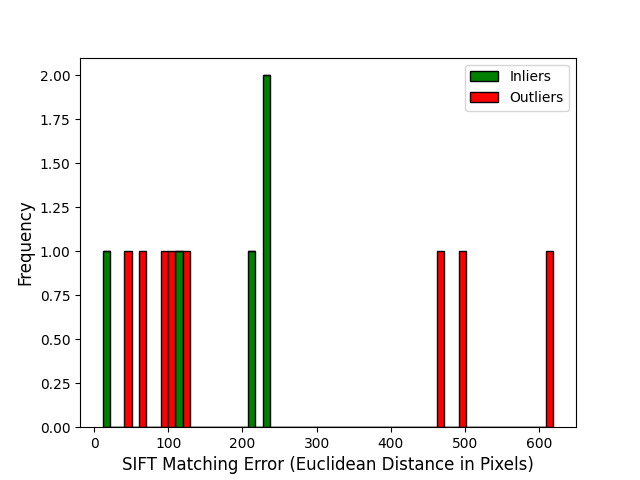 Inliers
Outliers
2.00
1.75
1.50
1.25
1.00
0.75
0.50
0.25
0.00
Frequency
0 100 200 300 400 500 600
SIFT Matching Error (Euclidean Distance in Pixels)